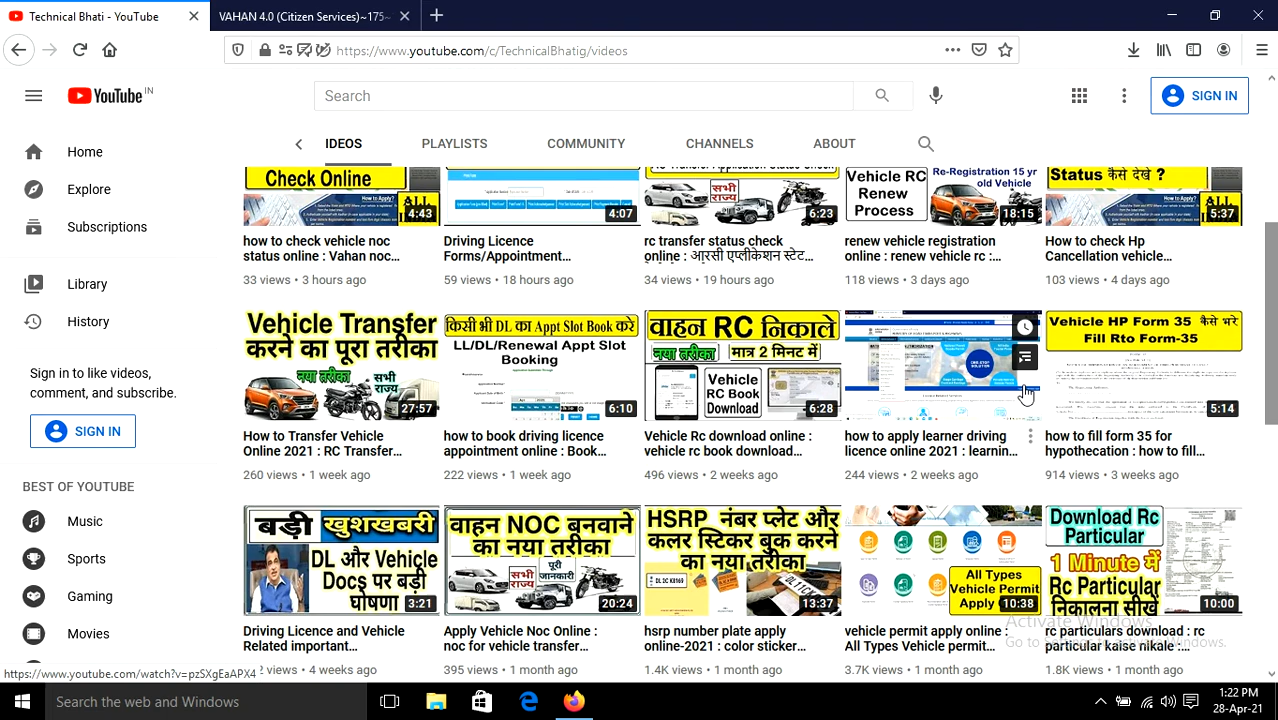 Technical Bhati - YouTube
VAHAN 4.0 (Citizen Services)~175~
https://www.youtube.com/c/TechnicalBhatig/videos
YouTube IN
Search
SIGN IN
IDEOS
PLAYLISTS
COMMUNITY
CHANNELS
ABOUT
Home
Explore
Subscriptions
Library
History
Sign in to like videos,
comment, and subscribe.
SIGN IN
BEST OF YOUTUBE
Music
Sports
Gaming
Movies
Check Online
How to Apply?
ALL
4:43
4:07
सभी
राज्य
6:23
Vehicle RC
Renew
Process
Re-Registration 15 yr
old Vehicle
18:15
Status कैसे देखे ?
How to Apply?
ALL
5:37
how to check vehicle noc
status online : Vahan noc...
33 views • 3 hours ago
Driving Licence
Forms/Appointment...
59 views • 18 hours ago
rc transfer status check
online : आरसी एप्लीकेशन स्टेट...
34 views • 19 hours ago
renew vehicle registration
online : renew vehicle rc :...
118 views • 3 days ago
How to check Hp
Cancellation vehicle...
103 views • 4 days ago
Vehicle Transfer
करने का पूरा तरीका
नया तरीका
सभी
राज्य
27:57
किसी भी DL का Appt Slot Book करे
LL/DL/Renewal Appt Slot
Booking
6:10
वाहन RC निकाले
नया तरीका
मात्र 2 मिनट में
Vehicle
RC Book
Download
6:28
Vehicle HP Form 35 कैसे भरे
Fill Rto Form-35
5:14
How to Transfer Vehicle
Online 2021 : RC Transfer...
260 views • 1 week ago
how to book driving licence
appointment online : Book...
222 views • 1 week ago
Vehicle Rc download online :
vehicle rc book download...
496 views • 2 weeks ago
how to apply learner driving
licence online 2021 : learnin...
244 views • 2 weeks ago
how to fill form 35 for
hypothecation : how to fill...
914 views • 3 weeks ago
बड़ी खुशखबरी
DL और Vehicle
Docs पर बड़ी
घोषणा
3:21
वाहन NOC बनवाने
का नया तरीका
सभी
राज्य
पूरी
जानकारी
20:24
HSRP नंबर प्लेट और
कलर स्टिकर बुक करने
का नया तरीका
13:37
All Types
Vehicle Permit
Apply
10:38
Download Rc
Particular
1 Minute में
Rc Particular
निकालना सीखे
10:00
Driving Licence and Vehicle
Related important...
views • 4 weeks ago
Apply Vehicle Noc Online :
noc for vehicle transfer...
395 views • 1 month ago
hsrp number plate apply
online-2021 : color sticker...
1.4K views • 1 month ago
vehicle permit apply online :
All Types Vehicle permit...
3.7K views • 1 month ago
rc particulars download : rc
particular kaise nikale :...
1.8K views • 1 month ago
Activate Windows
Go to Settings to activate Windows.
https://www.youtube.com/watch?v=pzSXgEaAPX4
Search the web and Windows
1:22 PM
28-Apr-21